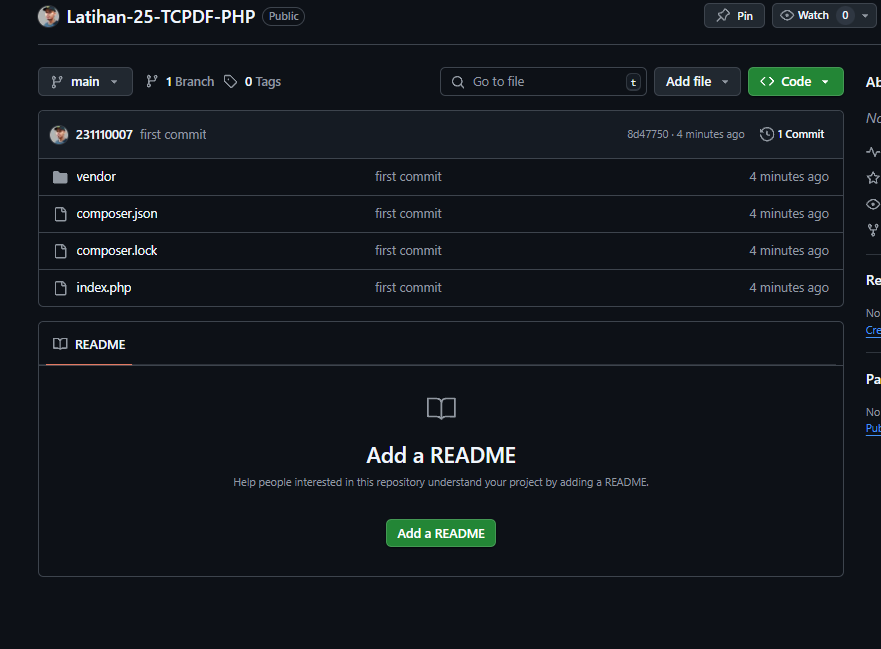 Latihan-25-TCPDF-PHP Public Pin Watch 0
main 1 Branch 0 Tags Go to file t Add file Code
231110007 first commit 8d47750 · 4 minutes ago 1 Commit
vendor first commit 4 minutes ago
composer.json first commit 4 minutes ago
composer.lock first commit 4 minutes ago
index.php first commit 4 minutes ago
README
Add a README
Help people interested in this repository understand your project by adding a README.
Add a README
Ab
No
Re
No
Cre
Pa
No
Pub